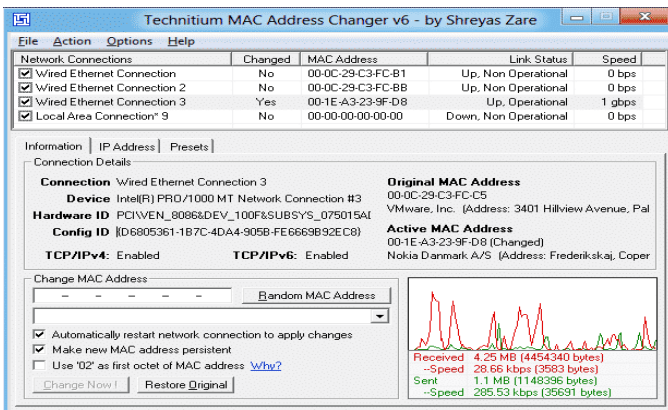 Technitium MAC Address Changer v6 - by Shreyas Zare
File Action Options Help
Network Connections Changed MAC Address Link Status Speed
Wired Ethernet Connection No 00-0C-29-C3-FC-B1 Up, Non Operational 0 bps
Wired Ethernet Connection 2 No 00-0C-29-C3-FC-BB Up, Non Operational 0 bps
Wired Ethernet Connection 3 Yes 00-1E-A3-23-9F-D8 Up, Operational 1 gbps
Local Area Connection* 9 No 00-00-00-00-00-00 Down, Non Operational 0 bps
Information IP Address Presets
Connection Details
Connection Wired Ethernet Connection 3
Device Intel(R) PRO/1000 MT Network Connection #3
Hardware ID PCI\VEN_8086&DEV_100F&SUBSYS_075015AD
Config ID {D6805361-1B7C-4DA4-905B-FE6669B92EC8}
TCP/IPv4: Enabled TCP/IPv6: Enabled
Original MAC Address
00-0C-29-C3-FC-C5
VMware, Inc. (Address: 3401 Hillview Avenue, Pal
Active MAC Address
00-1E-A3-23-9F-D8 (Changed)
Nokia Danmark A/S (Address: Frederikskaj, Coper
Change MAC Address
- - - - -
Random MAC Address
Automatically restart network connection to apply changes
Make new MAC address persistent
Use '02' as first octet of MAC address Why?
Change Now ! Restore Original
Received 4.25 MB (4454340 bytes)
--Speed 28.66 kbps (3583 bytes)
Sent 1.1 MB (1148396 bytes)
--Speed 285.53 kbps (35691 bytes)